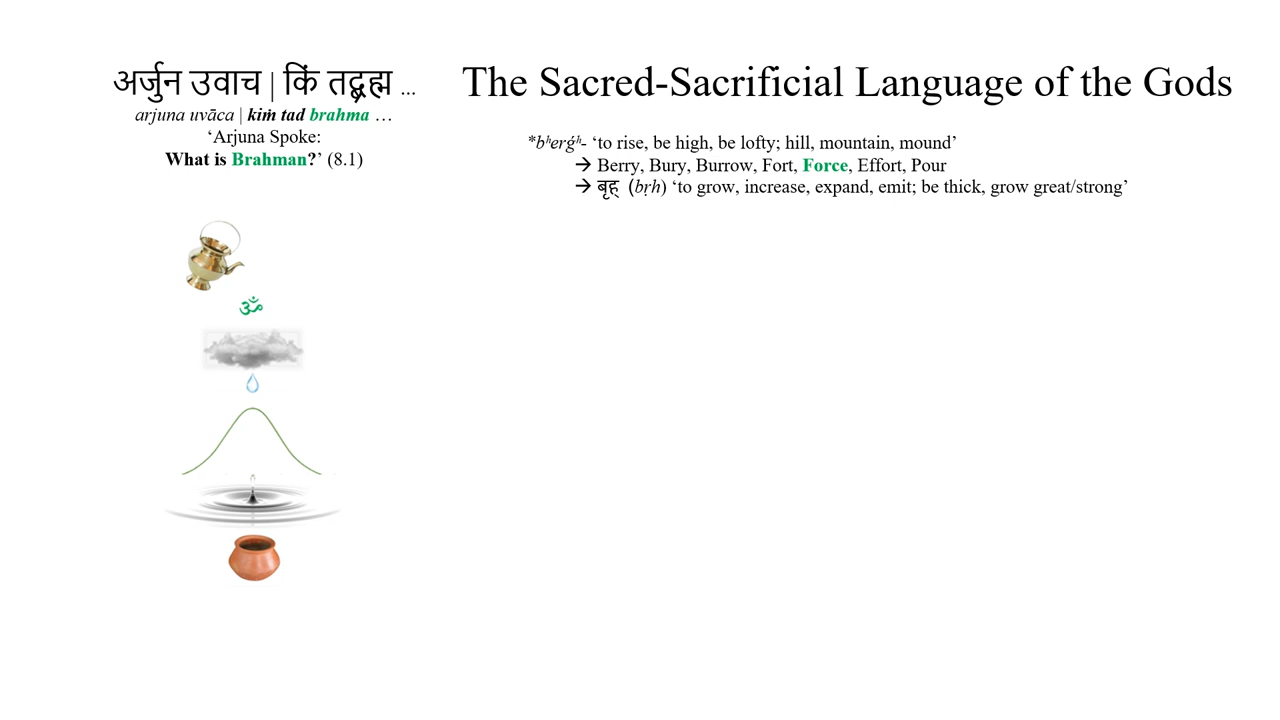 अर्जुन उवाच | किं तद्ब्रह्म ...
arjuna uvāca | kiṁ tad brahma …
‘Arjuna Spoke:
What is Brahman?’ (8.1)
The Sacred-Sacrificial Language of the Gods
*bʰerǵʰ- ‘to rise, be high, be lofty; hill, mountain, mound’
→ Berry, Bury, Burrow, Fort, Force, Effort, Pour
→ बृह् (bṛh) ‘to grow, increase, expand, emit; be thick, grow great/strong’
ॐ